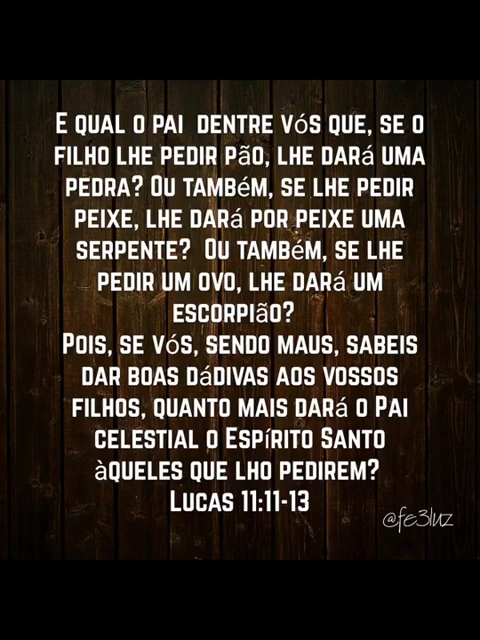 E qual o pai dentre vós que, se o
filho lhe pedir pão, lhe dará uma
pedra? Ou também, se lhe pedir
peixe, lhe dará por peixe uma
serpente? Ou também, se lhe
pedir um ovo, lhe dará um
escorpião?
Pois, se vós, sendo maus, sabeis
dar boas dádivas aos vossos
filhos, quanto mais dará o Pai
celestial o Espírito Santo
àqueles que lho pedirem?
Lucas 11:11-13
@fe3luz